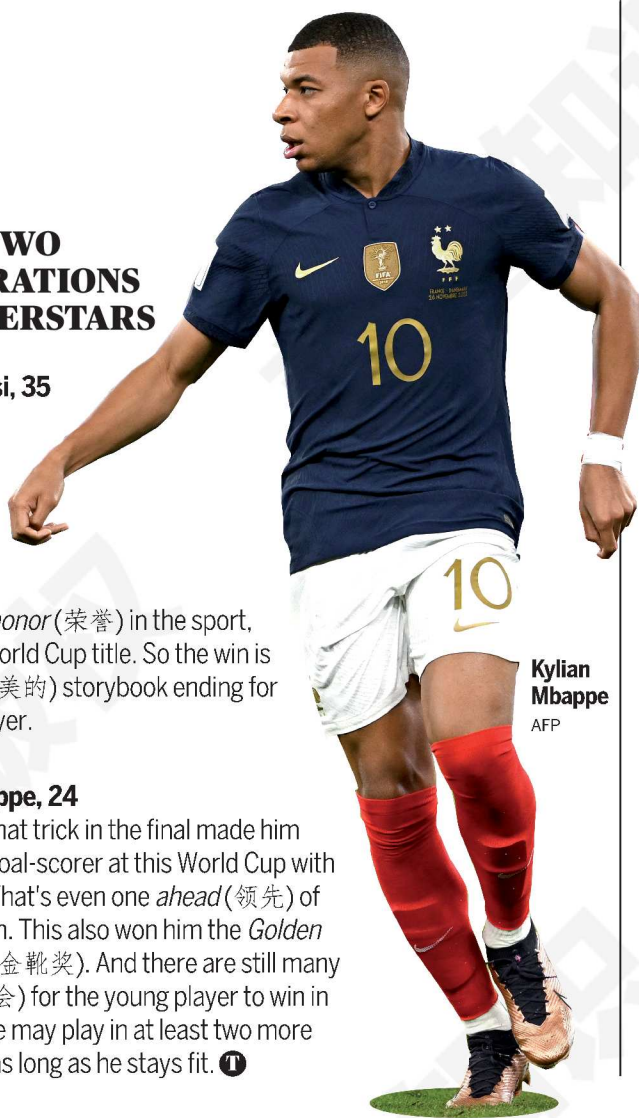 WO
RATIONS
ERSTARS
si, 35
onor(荣誉) in the sport,
orld Cup title. So the win is
美的) storybook ending for
yer.
ppe, 24
hat trick in the final made him
oal-scorer at this World Cup with
hat's even one ahead(领先) of
n. This also won him the Golden
金靴奖). And there are still many
会) for the young player to win in
e may play in at least two more
as long as he stays fit. T
FIFA
FFF
10
10
Kylian
Mbappe
AFP